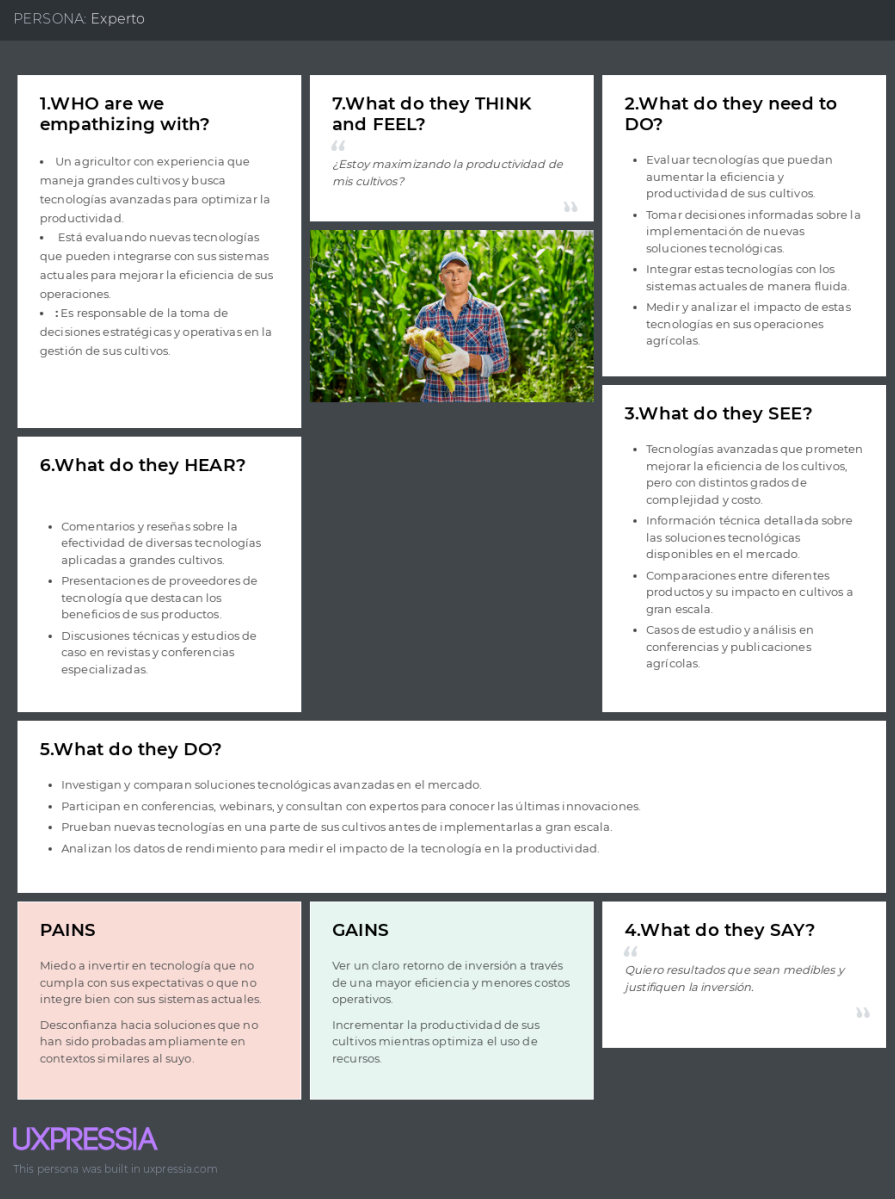 PERSONA: Experto
1.WHO are we
empathizing with?
• Un agricultor con experiencia que
maneja grandes cultivos y busca
tecnologías avanzadas para optimizar la
productividad.
• Está evaluando nuevas tecnologías
que pueden integrarse con sus sistemas
actuales para mejorar la eficiencia de sus
operaciones.
• : Es responsable de la toma de
decisiones estratégicas y operativas en la
gestión de sus cultivos.
7.What do they THINK
and FEEL?
“
¿Estoy maximizando la productividad de
mis cultivos?
”
2.What do they need to
DO?
• Evaluar tecnologías que puedan
aumentar la eficiencia y
productividad de sus cultivos.
• Tomar decisiones informadas sobre la
implementación de nuevas
soluciones tecnológicas.
• Integrar estas tecnologías con los
sistemas actuales de manera fluida.
• Medir y analizar el impacto de estas
tecnologías en sus operaciones
agrícolas.
3.What do they SEE?
• Tecnologías avanzadas que prometen
mejorar la eficiencia de los cultivos,
pero con distintos grados de
complejidad y costo.
• Información técnica detallada sobre
las soluciones tecnológicas
disponibles en el mercado.
• Comparaciones entre diferentes
productos y su impacto en cultivos a
gran escala.
• Casos de estudio y análisis en
conferencias y publicaciones
agrícolas.
6.What do they HEAR?
• Comentarios y reseñas sobre la
efectividad de diversas tecnologías
aplicadas a grandes cultivos.
• Presentaciones de proveedores de
tecnología que destacan los
beneficios de sus productos.
• Discusiones técnicas y estudios de
caso en revistas y conferencias
especializadas.
5.What do they DO?
• Investigan y comparan soluciones tecnológicas avanzadas en el mercado.
• Participan en conferencias, webinars, y consultan con expertos para conocer las últimas innovaciones.
• Prueban nuevas tecnologías en una parte de sus cultivos antes de implementarlas a gran escala.
• Analizan los datos de rendimiento para medir el impacto de la tecnología en la productividad.
PAINS
Miedo a invertir en tecnología que no
cumpla con sus expectativas o que no
integre bien con sus sistemas actuales.
Desconfianza hacia soluciones que no
han sido probadas ampliamente en
contextos similares al suyo.
GAINS
Ver un claro retorno de inversión a través
de una mayor eficiencia y menores costos
operativos.
Incrementar la productividad de sus
cultivos mientras optimiza el uso de
recursos.
4.What do they SAY?
“
Quiero resultados que sean medibles y
justifiquen la inversión.
”
UXPRESSIA
This persona was built in uxpressia.com